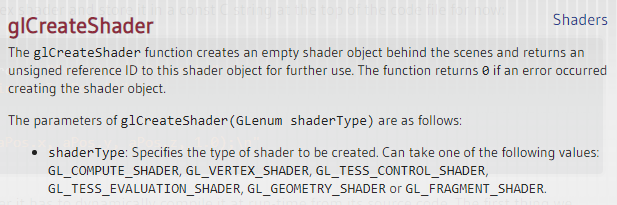 glCreateShader
Shaders
The glCreateShader function creates an empty shader object behind the scenes and returns an
unsigned reference ID to this shader object for further use. The function returns 0 if an error occurred
creating the shader object.
The parameters of glCreateShader(GLenum shaderType) are as follows:
• shaderType: Specifies the type of shader to be created. Can take one of the following values:
GL_COMPUTE_SHADER, GL_VERTEX_SHADER, GL_TESS_CONTROL_SHADER,
GL_TESS_EVALUATION_SHADER, GL_GEOMETRY_SHADER or GL_FRAGMENT_SHADER.